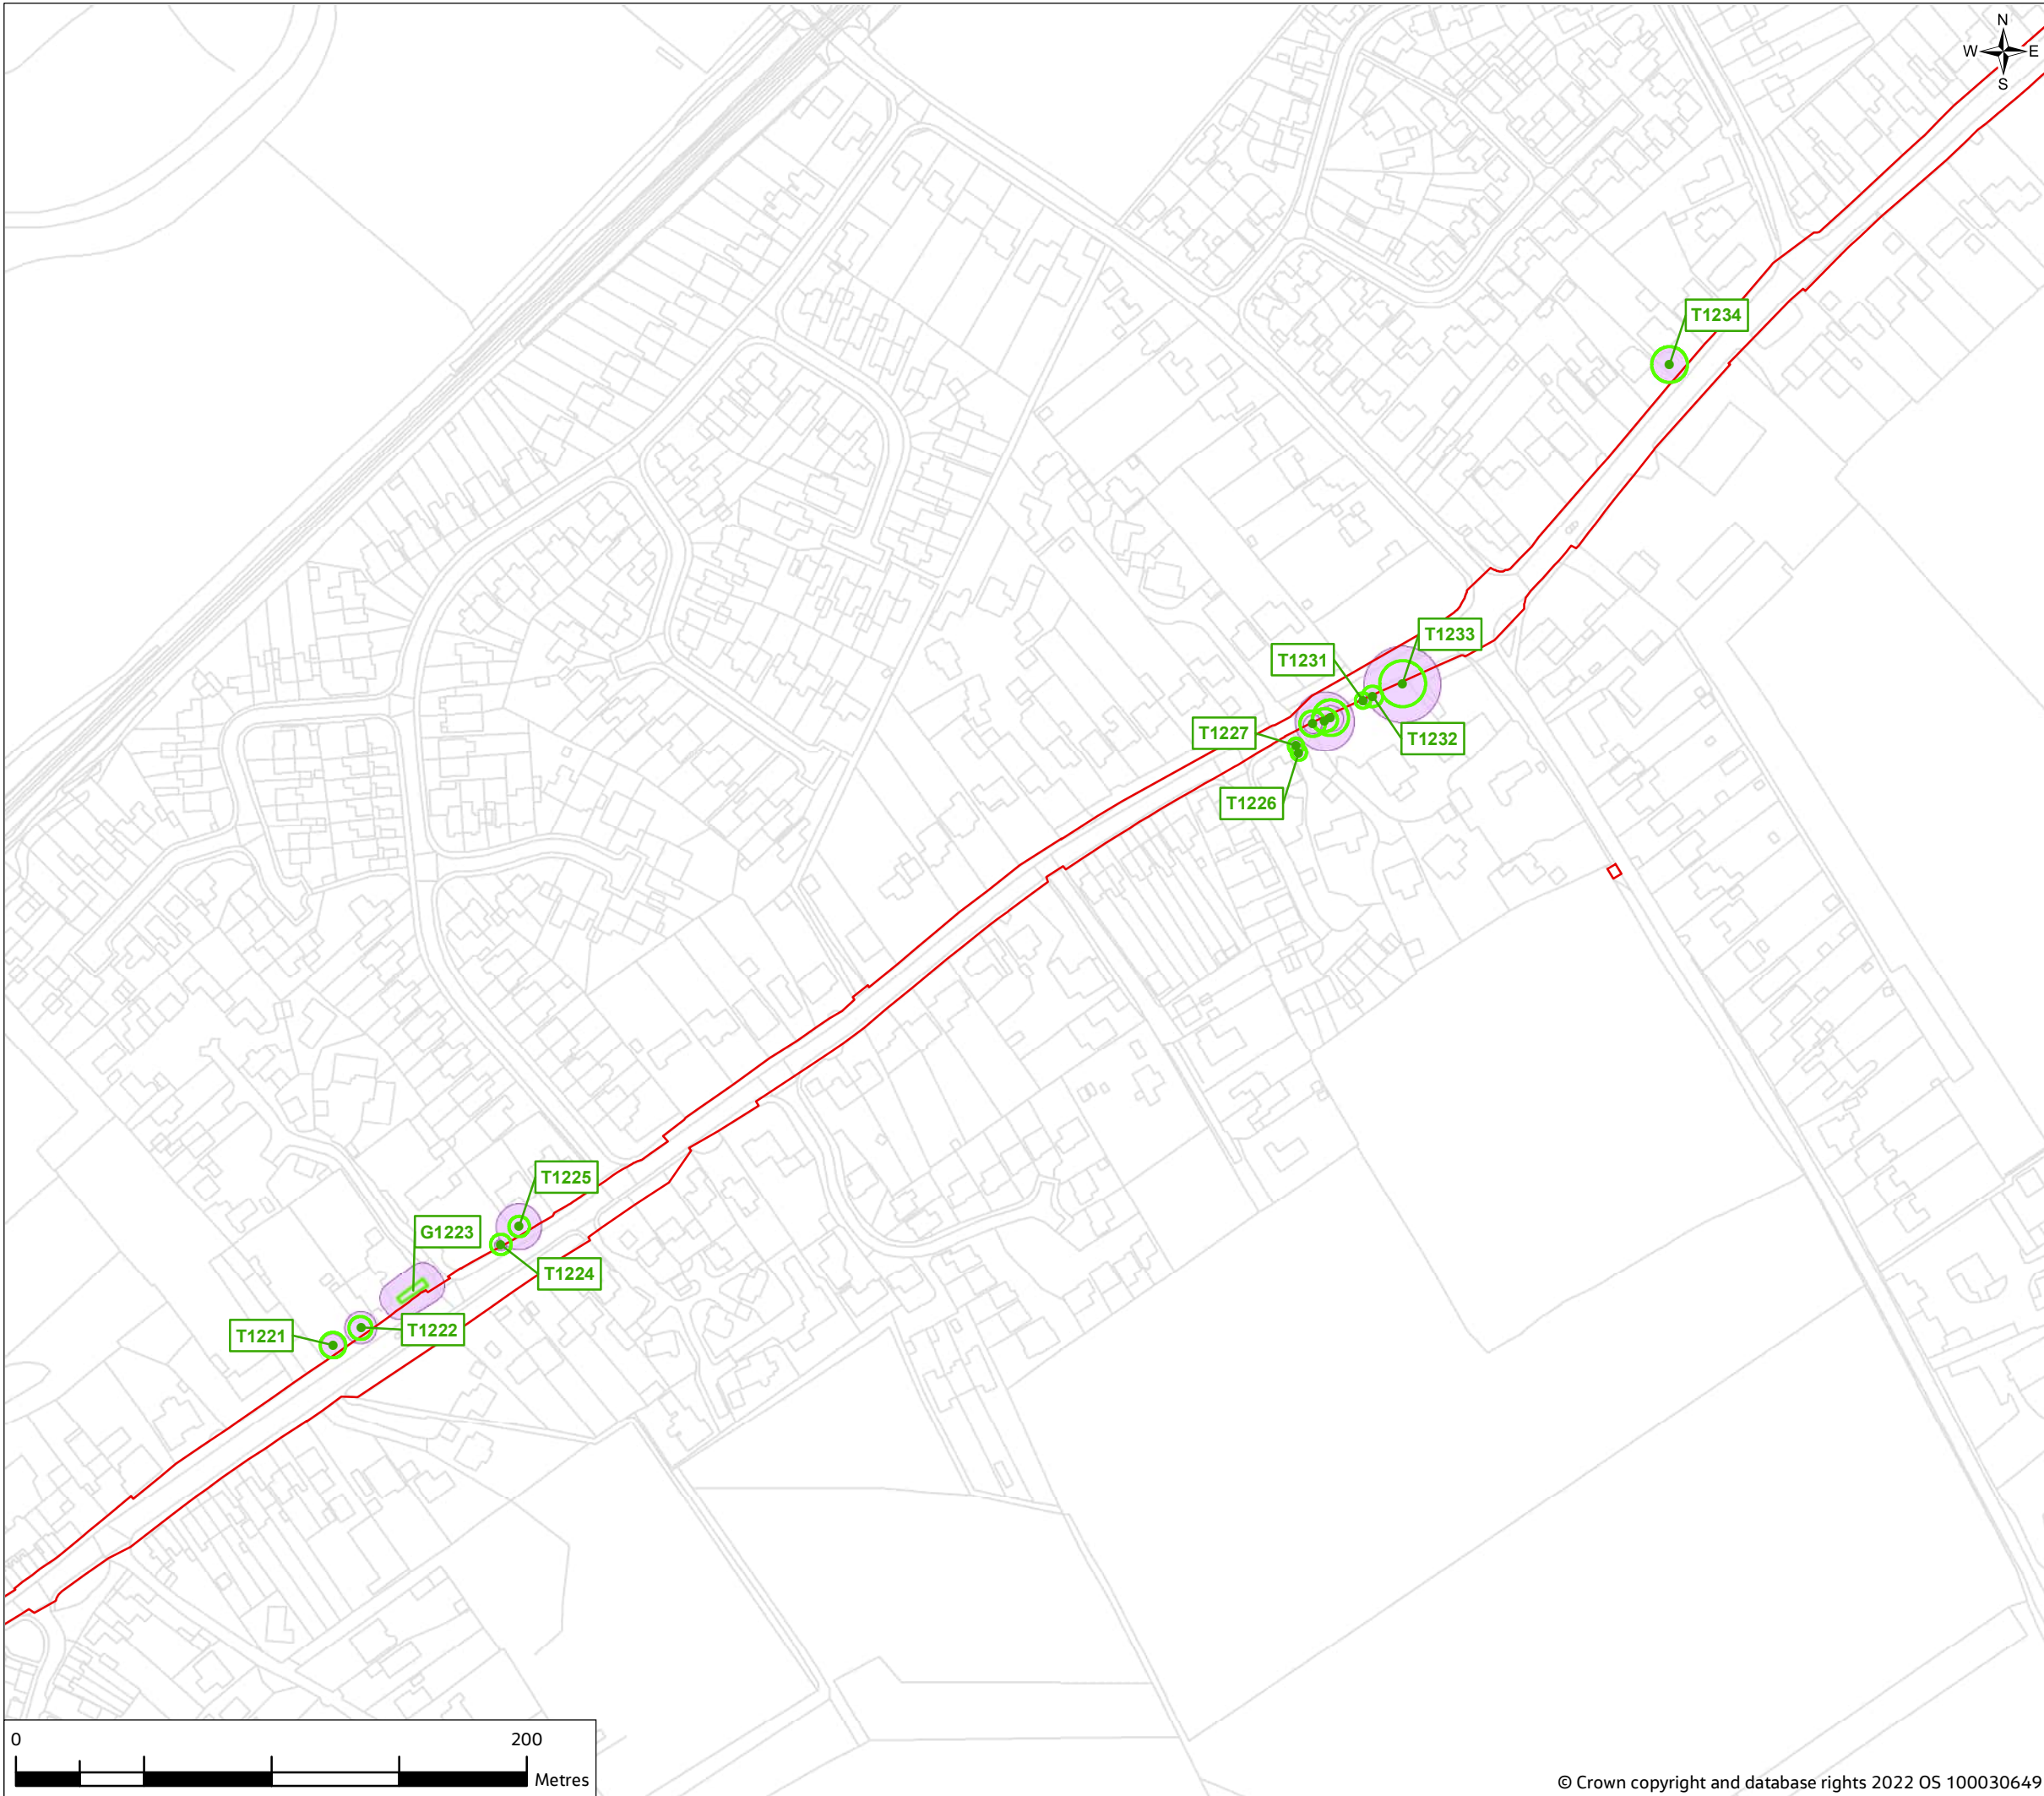 N
W E
S
T1234
T1233
T1231
T1227
T1232
T1226
T1225
G1223
T1224
T1221
T1222
0 200
Metres
© Crown copyright and database rights 2022 OS 100030649